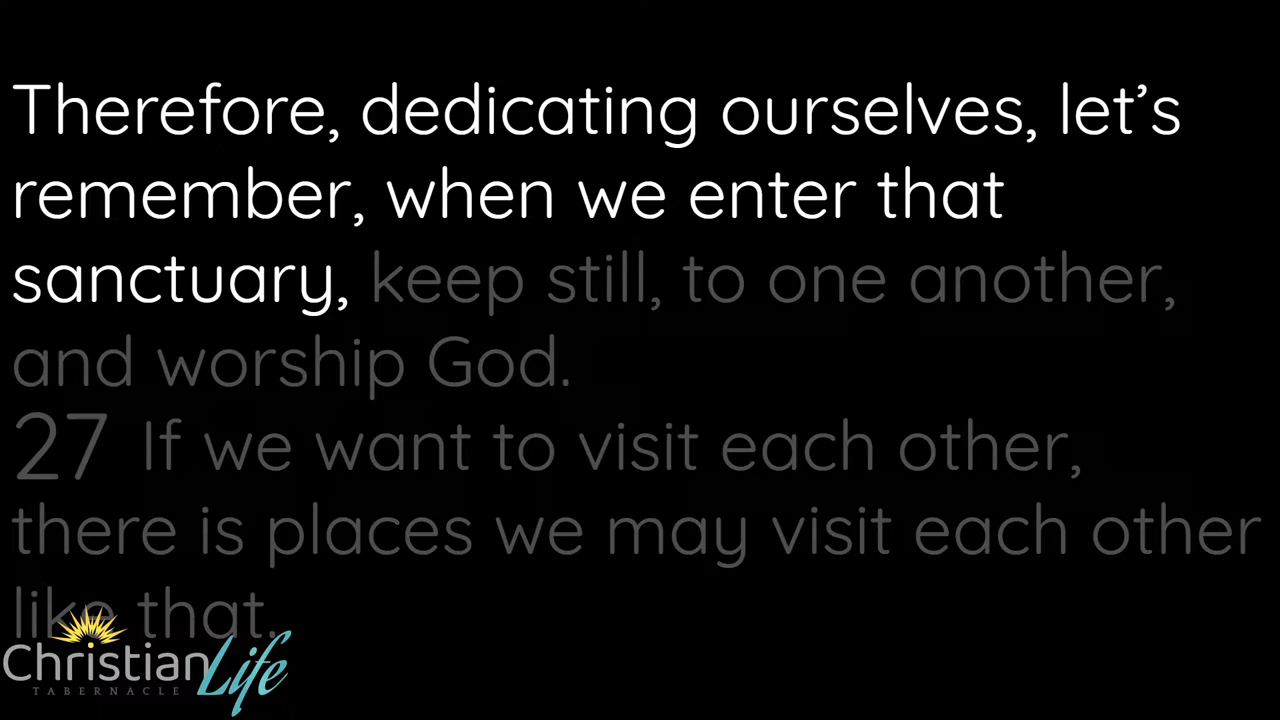 Therefore, dedicating ourselves, let’s
remember, when we enter that
sanctuary, keep still, to one another,
and worship God.
27 If we want to visit each other,
there is places we may visit each other
like that.
Christian Life
TABERNACLE